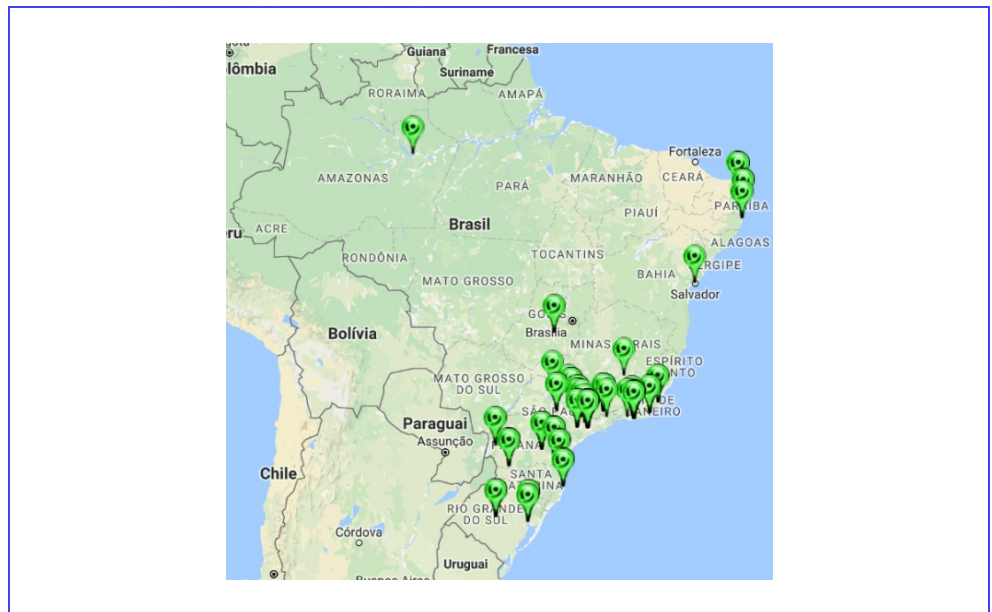 Guiana
Francesa
lômbia
Suriname
RORAIMA
AMAPÁ
Fortaleza
AMAZONAS
PARÁ
MARANHÃO
CEARÁ
PIAUÍ
Brasil
ACRE
ALAGOAS
RONDÔNIA
TOCANTINS
MATO GROSSO
BAHIA
Salvador
Brasília
Bolívia
MATO GROSSO
DO SUL
Paraguai
Assunção
SANTA
Chile
RIO GRANDE
DO SUL
Córdova
Uruguai